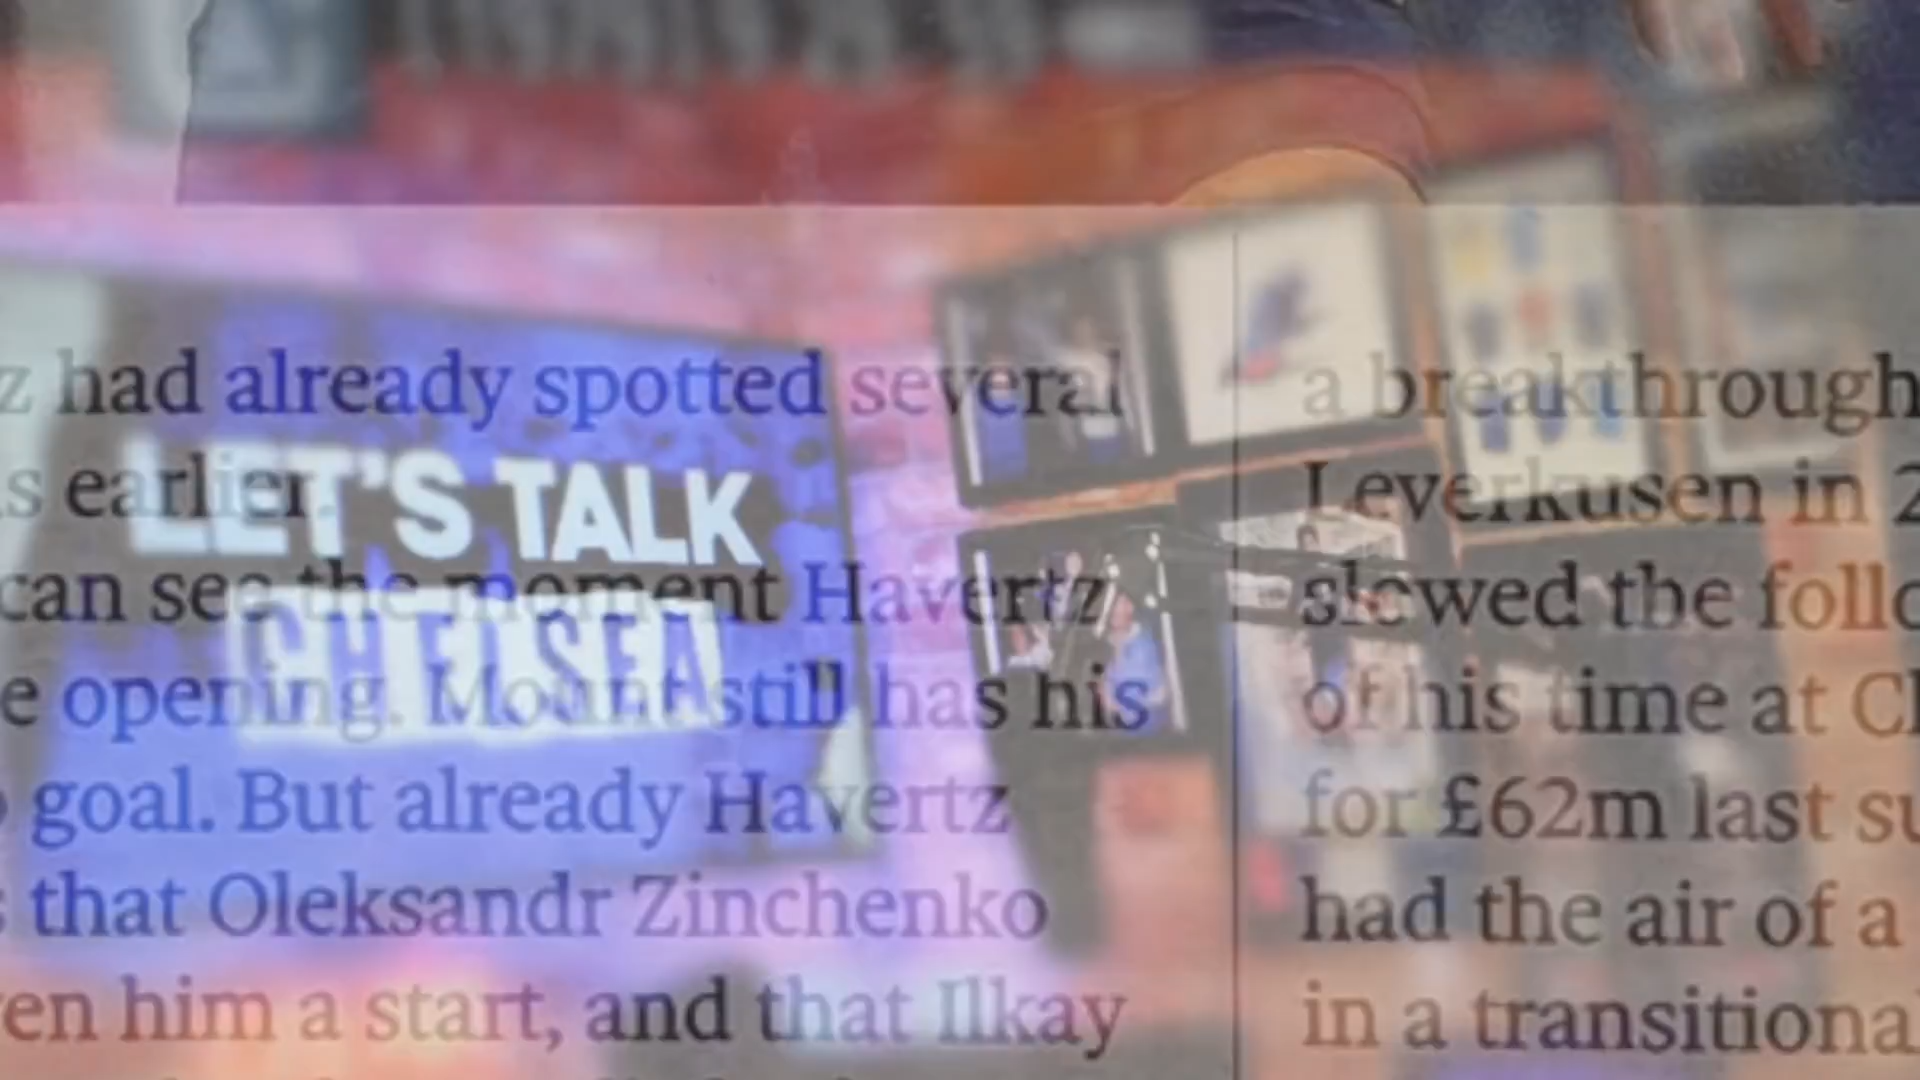 LET'S TALK
CHELSEA
z had already spotted several
s earlier.
can see the moment Havertz
e opening. Mount still has his
goal. But already Havertz
s that Oleksandr Zinchenko
en him a start, and that Ilkay
a breakthrough
Leverkusen in 2
slowed the follo
of his time at Ch
for £62m last su
had the air of a
in a transitiona